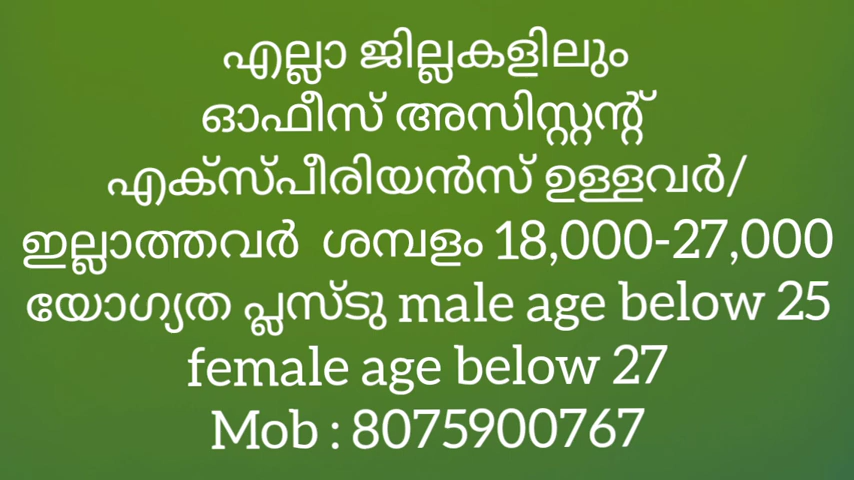 എല്ലാ ജില്ലകളിലും
ഓഫീസ് അസിസ്റ്റന്റ്
എക്സ്പീരിയൻസ് ഉള്ളവർ/
ഇല്ലാത്തവർ ശമ്പളം 18,000-27,000
യോഗ്യത പ്ലസ്ടു male age below 25
female age below 27
Mob : 8075900767